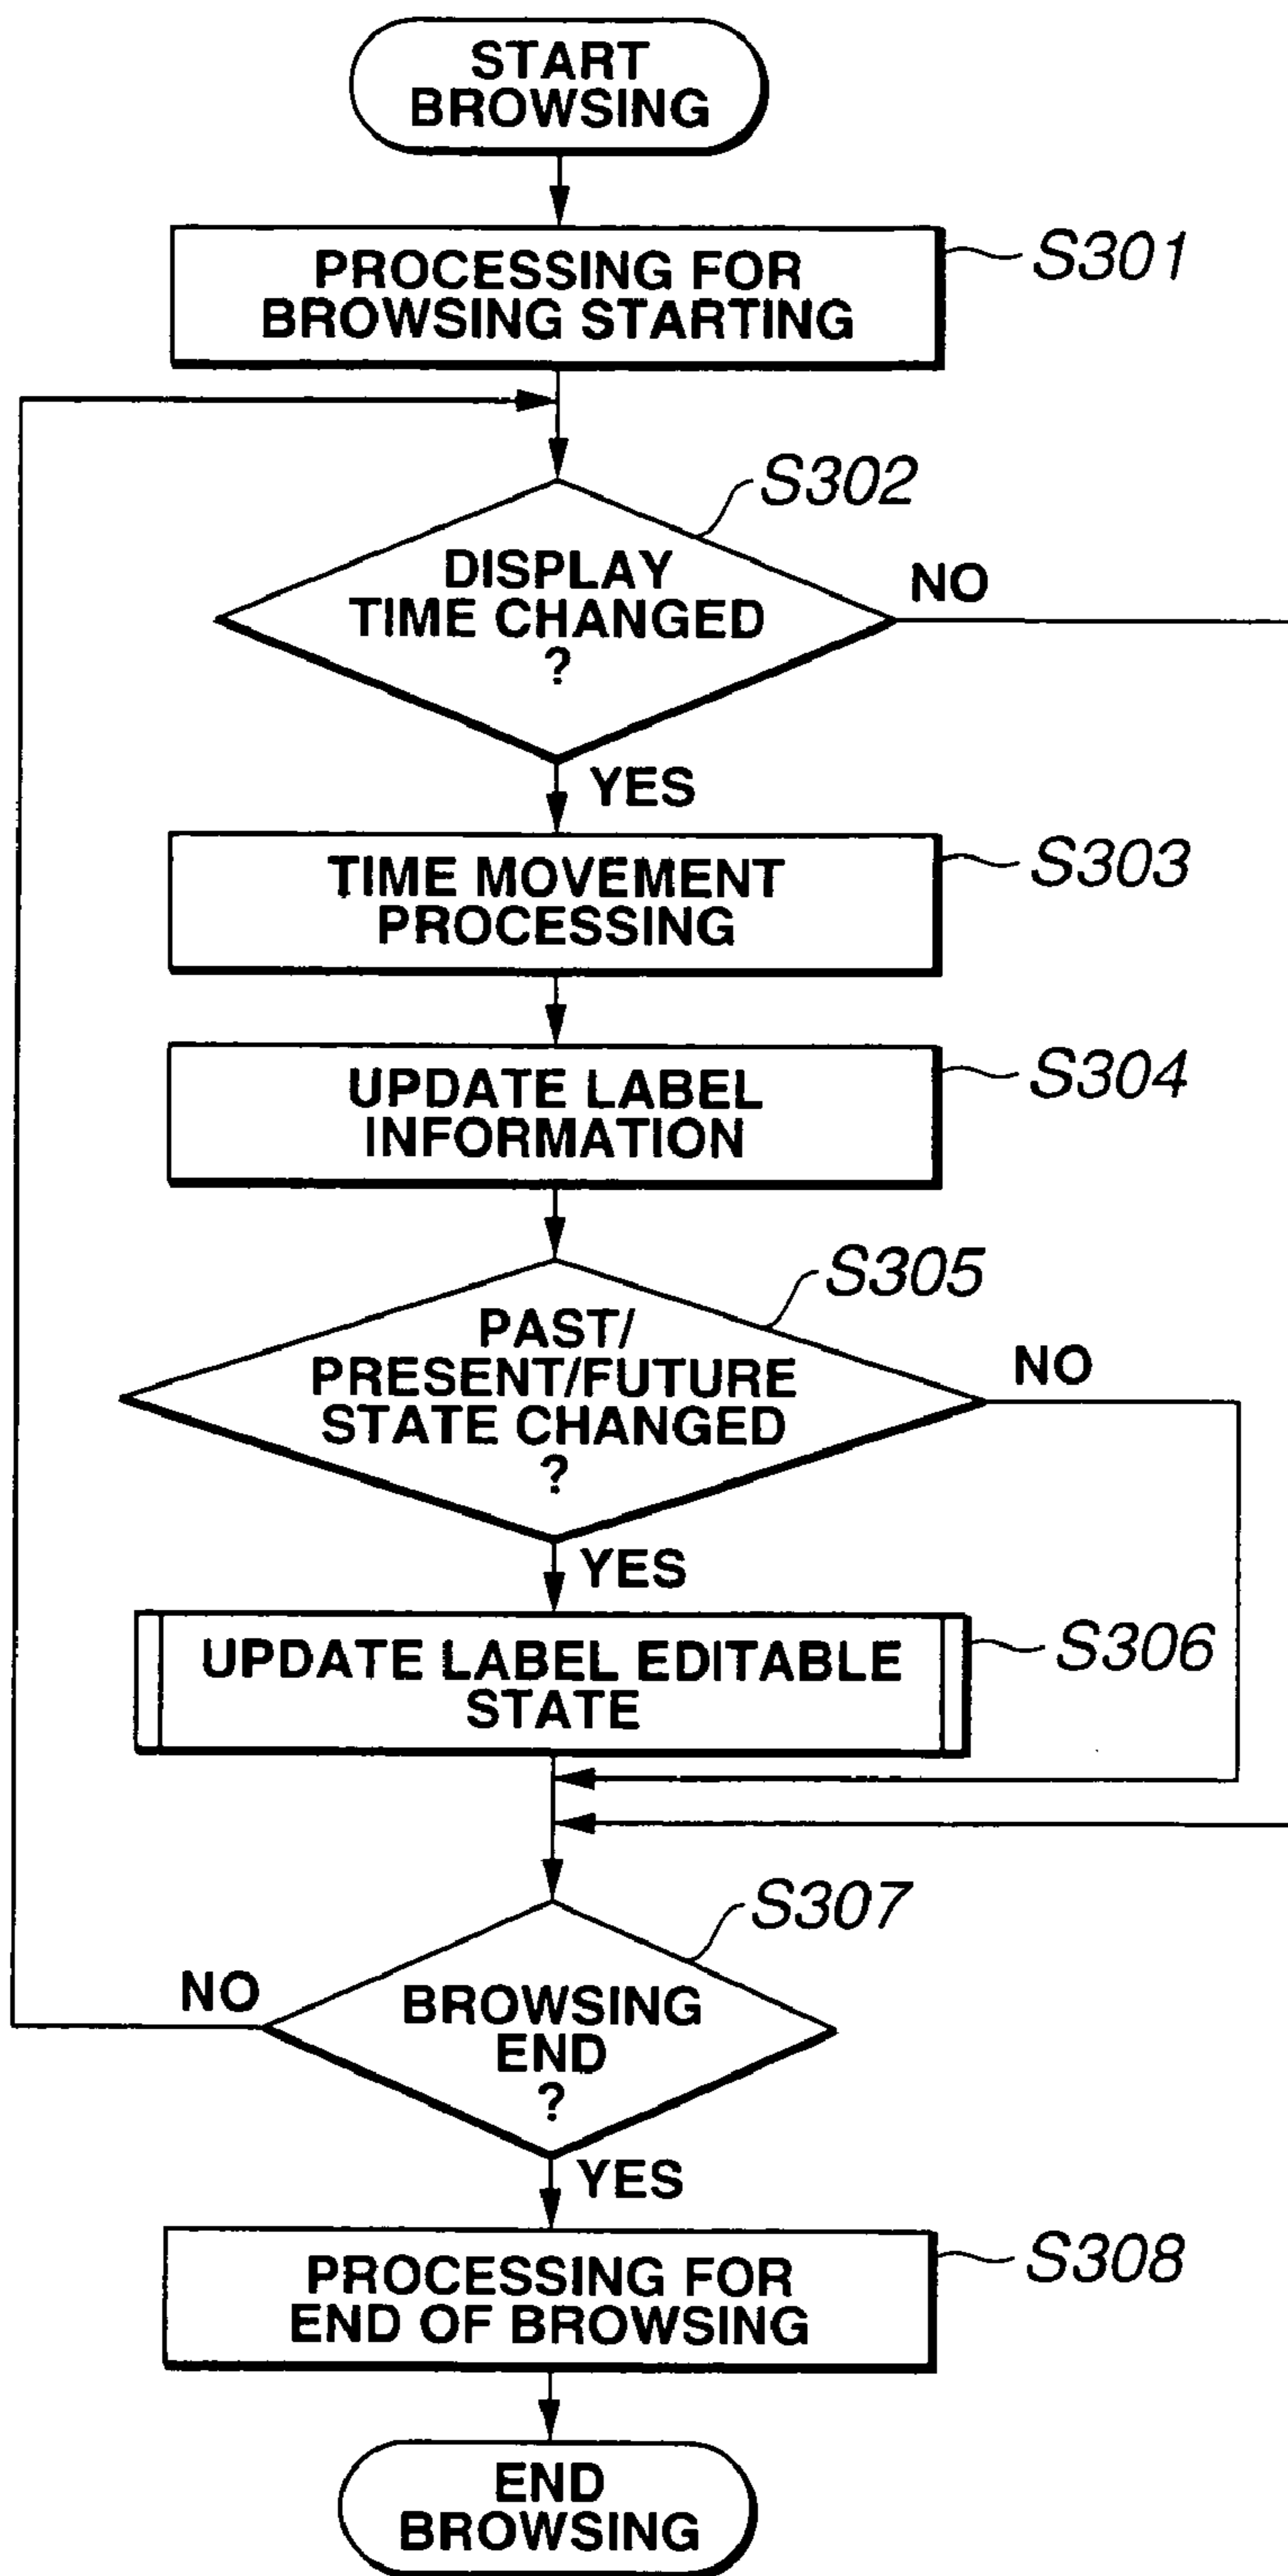 START
BROWSING
PROCESSING FOR
BROWSING STARTING
S301
S302
DISPLAY
TIME CHANGED
?
NO
YES
TIME MOVEMENT
PROCESSING
S303
UPDATE LABEL
INFORMATION
S304
S305
PAST/
PRESENT/FUTURE
STATE CHANGED
?
NO
YES
UPDATE LABEL EDITABLE
STATE
S306
S307
NO
BROWSING
END
?
YES
PROCESSING FOR
END OF BROWSING
S308
END
BROWSING